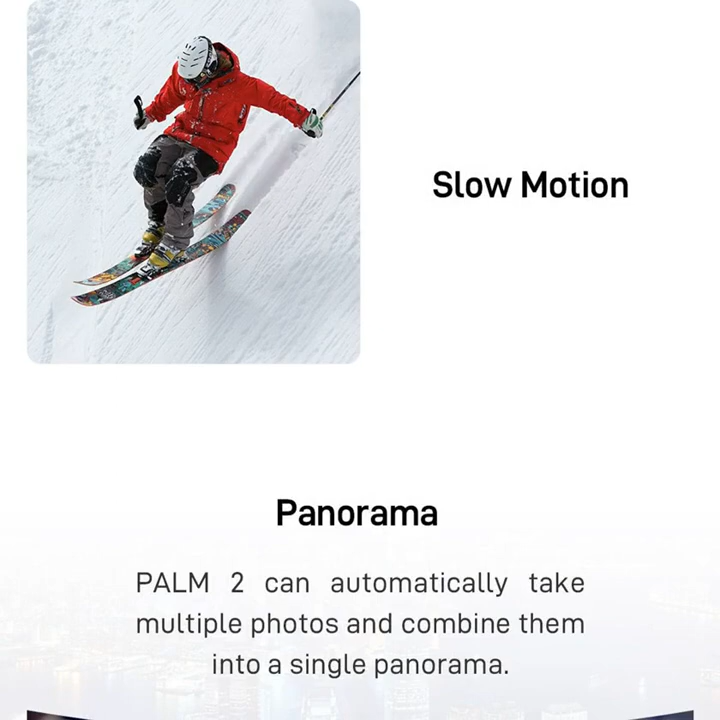 Slow Motion
Panorama
PALM 2 can automatically take
multiple photos and combine them
into a single panorama.